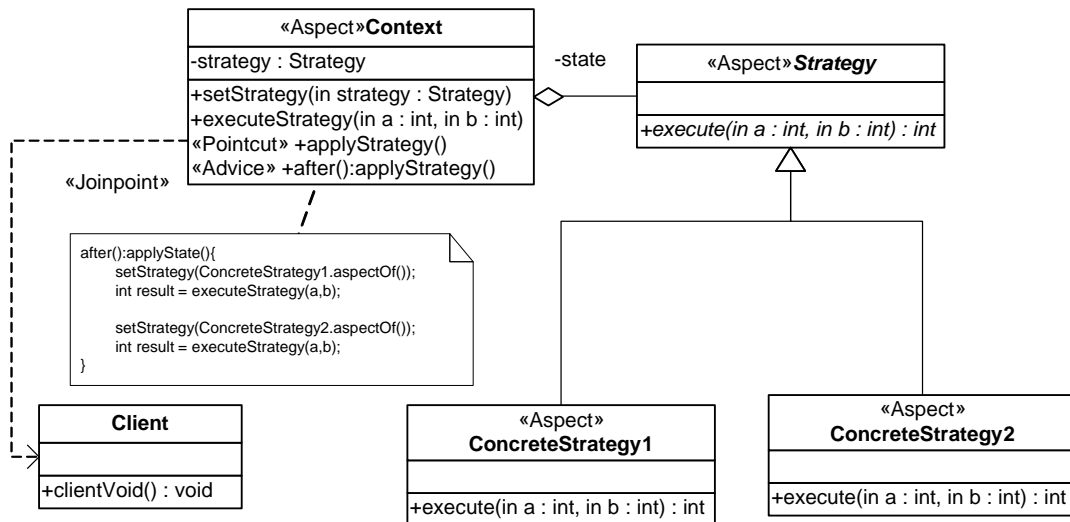 «Aspect»Context
-strategy : Strategy
+setStrategy(in strategy : Strategy)
+executeStrategy(in a : int, in b : int)
«Pointcut» +applyStrategy()
«Advice» +after():applyStrategy()
-state
«Aspect»Strategy
+execute(in a : int, in b : int) : int
«Joinpoint»
after():applyState(){
setStrategy(ConcreteStrategy1.aspectOf());
int result = executeStrategy(a,b);
setStrategy(ConcreteStrategy2.aspectOf());
int result = executeStrategy(a,b);
}
Client
+clientVoid() : void
«Aspect»
ConcreteStrategy1
+execute(in a : int, in b : int) : int
«Aspect»
ConcreteStrategy2
+execute(in a : int, in b : int) : int